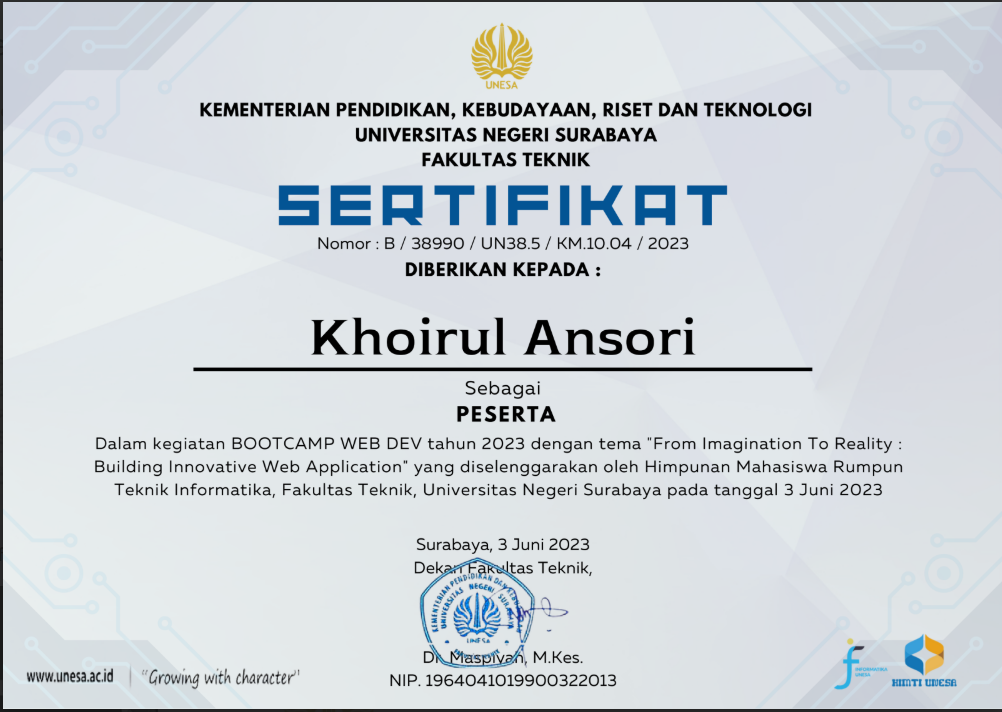 UNESA
KEMENTERIAN PENDIDIKAN, KEBUDAYAAN, RISET DAN TEKNOLOGI
UNIVERSITAS NEGERI SURABAYA
FAKULTAS TEKNIK
SERTIFIKAT
Nomor : B / 38990 / UN38.5 / KM.10.04 / 2023
DIBERIKAN KEPADA :
Khoirul Ansori
Sebagai
PESERTA
Dalam kegiatan BOOTCAMP WEB DEV tahun 2023 dengan tema "From Imagination To Reality :
Building Innovative Web Application" yang diselenggarakan oleh Himpunan Mahasiswa Rumpun
Teknik Informatika, Fakultas Teknik, Universitas Negeri Surabaya pada tanggal 3 Juni 2023
Surabaya, 3 Juni 2023
Dekan Fakultas Teknik,
KEMENTERIAN PENDIDIKAN DAN
UNIVERSITAS NEGERI SURABAYA
UNESA
Dr. Maspiyah, M.Kes.
NIP. 1964041019900322013
www.unesa.ac.id
"Growing with character"
INFORMATIKA
UNESA
HIMTI UNESA